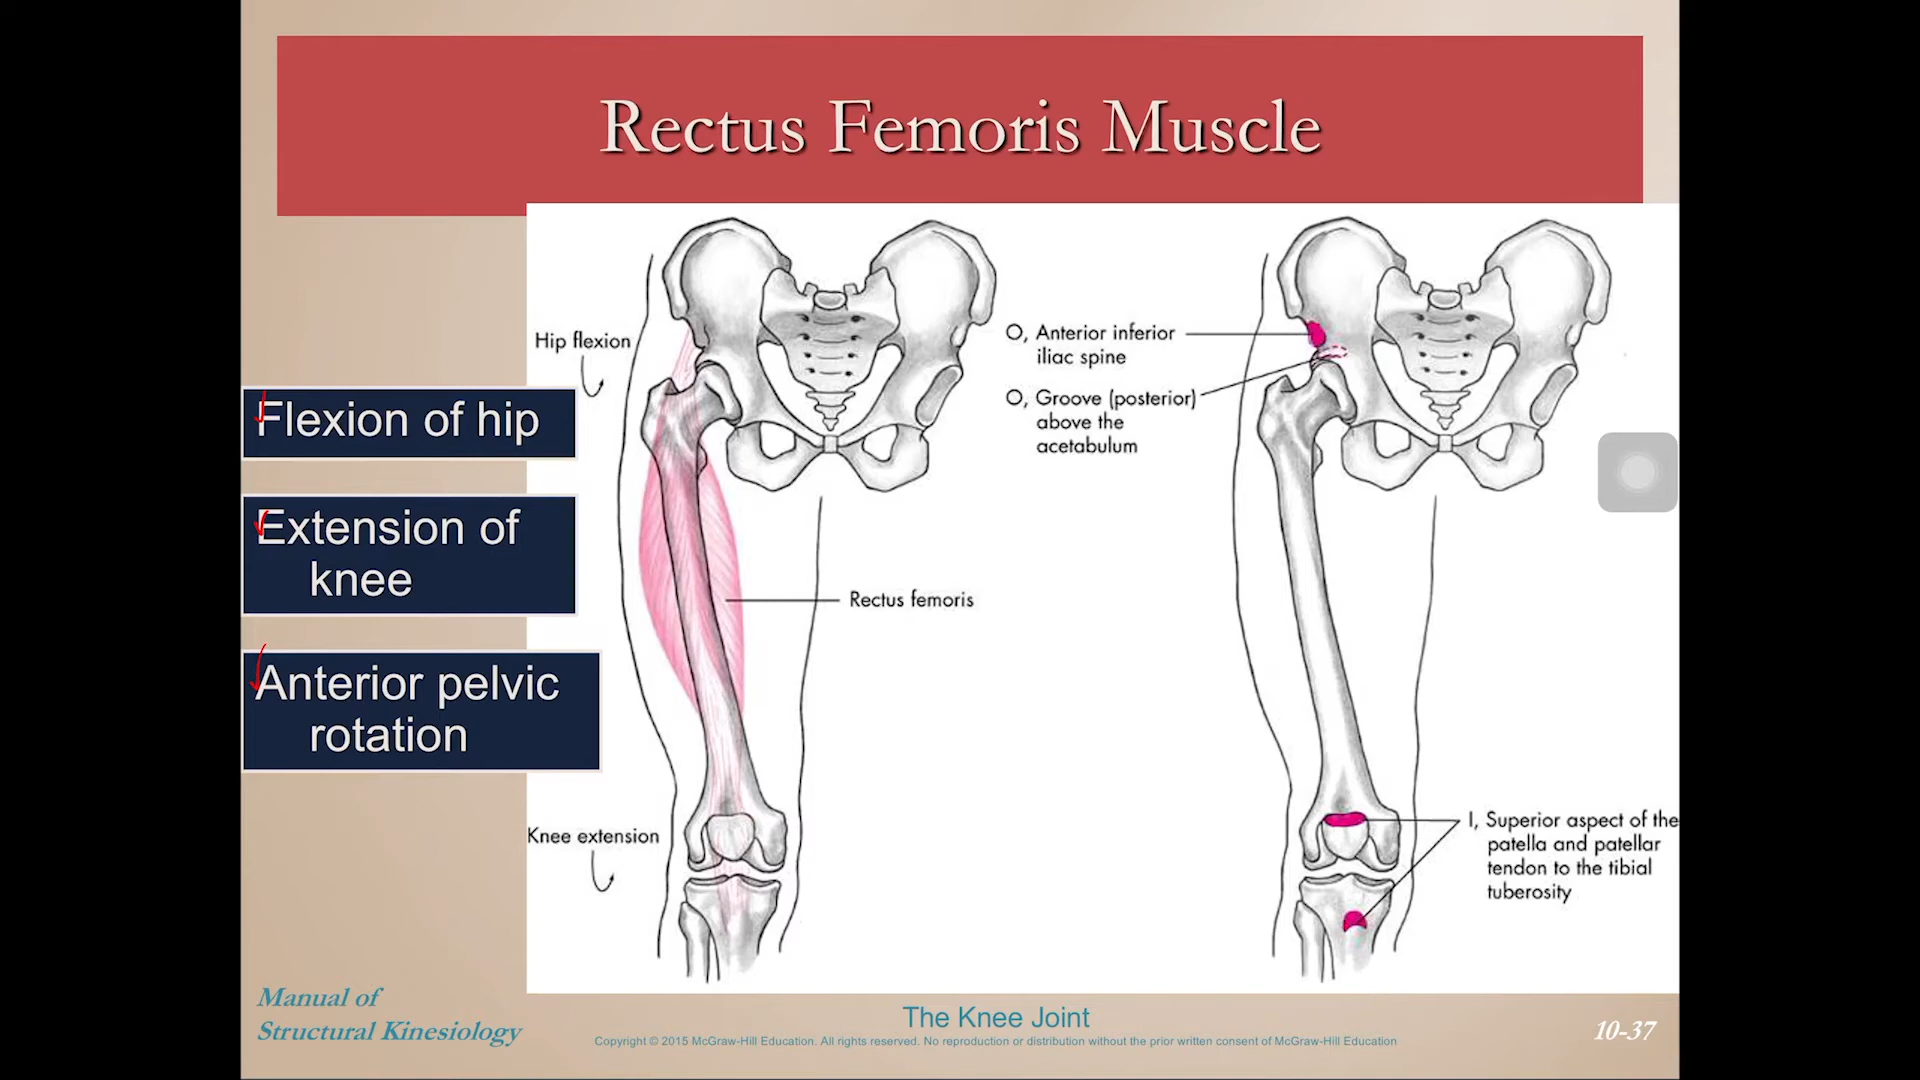 Rectus Femoris Muscle
Flexion of hip
Extension of
knee
Anterior pelvic
rotation
Hip flexion
Rectus femoris
Knee extension
O, Anterior inferior
iliac spine
O, Groove (posterior)
above the
acetabulum
I, Superior aspect of the
patella and patellar
tendon to the tibial
tuberosity
Manual of
Structural Kinesiology
The Knee Joint
Copyright © 2015 McGraw-Hill Education. All rights reserved. No reproduction or distribution without the prior written consent of McGraw-Hill Education
10-37